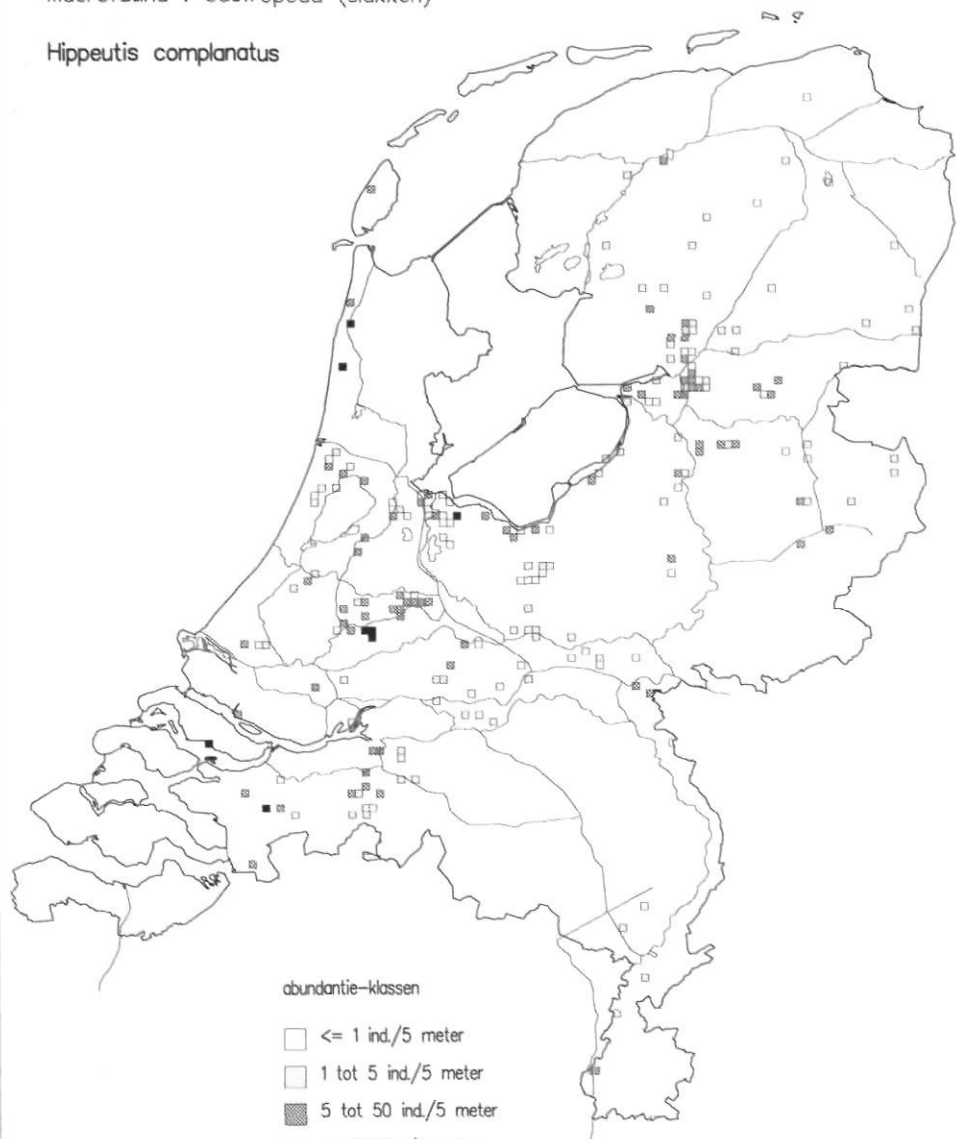 Hippeutis complanatus
abundantie-klassen
<= 1 ind./5 meter
1 tot 5 ind./5 meter
5 tot 50 ind./5 meter